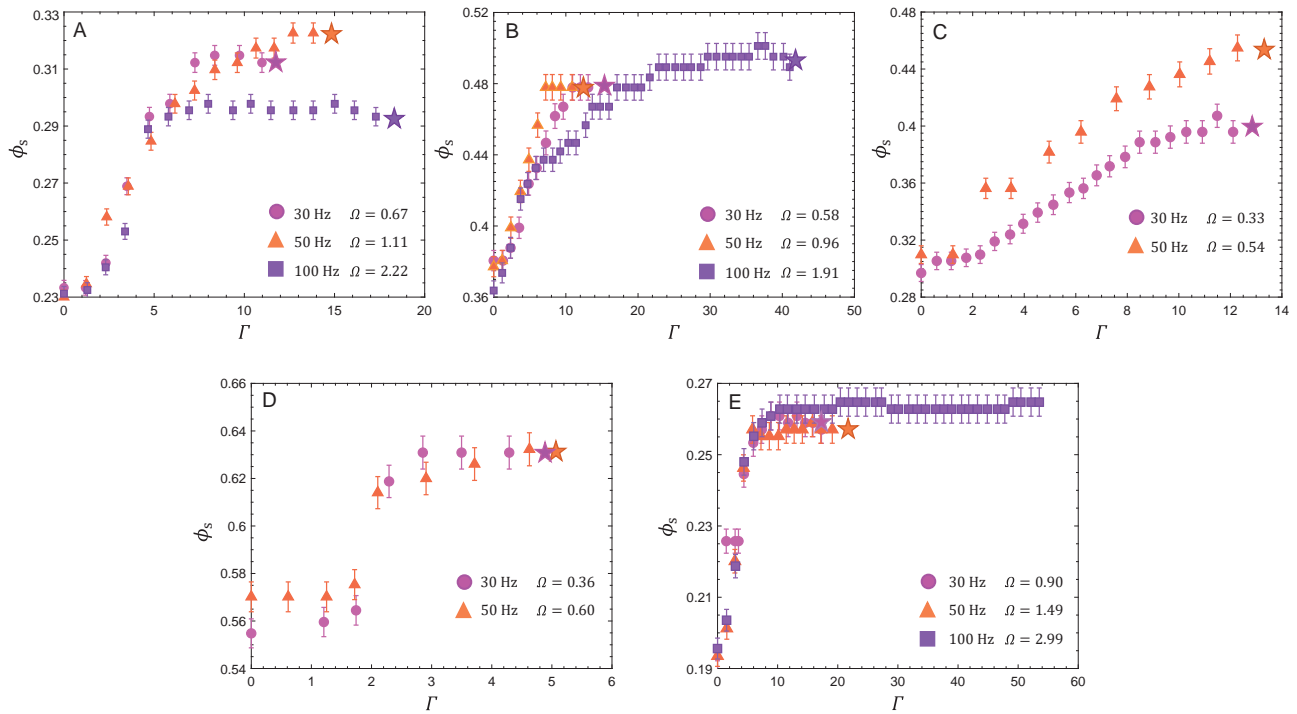 A
0.33
0.31
0.29
0.27
0.25
0.23
ϕs
30 Hz Ω = 0.67
50 Hz Ω = 1.11
100 Hz Ω = 2.22
0 5 10 15 20
Γ
B
0.52
0.48
0.44
0.4
0.36
ϕs
30 Hz Ω = 0.58
50 Hz Ω = 0.96
100 Hz Ω = 1.91
0 10 20 30 40 50
Γ
C
0.48
0.44
0.4
0.36
0.32
0.28
ϕs
30 Hz Ω = 0.33
50 Hz Ω = 0.54
0 2 4 6 8 10 12 14
Γ
D
0.66
0.64
0.62
0.6
0.58
0.56
0.54
ϕs
30 Hz Ω = 0.36
50 Hz Ω = 0.60
0 1 2 3 4 5 6
Γ
E
0.27
0.25
0.23
0.21
0.19
ϕs
30 Hz Ω = 0.90
50 Hz Ω = 1.49
100 Hz Ω = 2.99
0 10 20 30 40 50 60
Γ